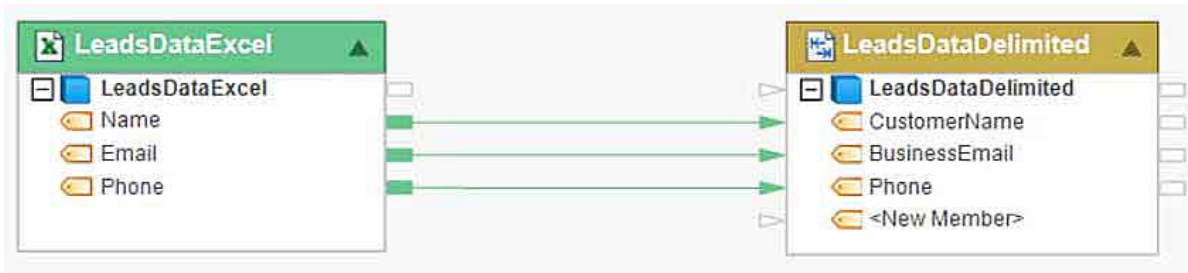 LeadsDataExcel
LeadsDataExcel
Name
Email
Phone
LeadsDataDelimited
LeadsDataDelimited
CustomerName
BusinessEmail
Phone
<New Member>